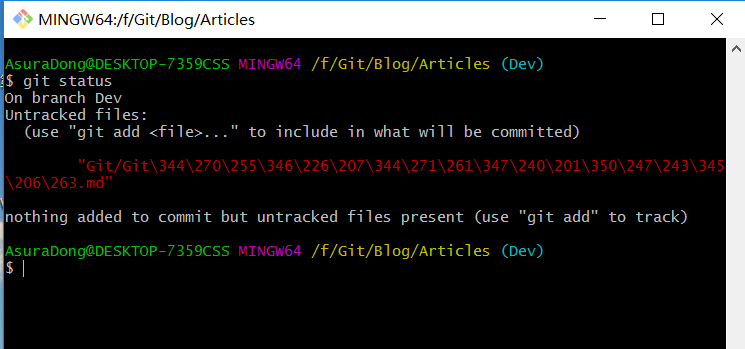 MINGW64:/f/Git/Blog/Articles
AsuraDong@DESKTOP-7359CSS MINGW64 /f/Git/Blog/Articles (Dev)
$ git status
On branch Dev
Untracked files:
  (use "git add <file>..." to include in what will be committed)
        "Git/Git\344\270\255\346\226\207\344\271\261\347\240\201\350\247\243\345
\206\263.md"
nothing added to commit but untracked files present (use "git add" to track)
AsuraDong@DESKTOP-7359CSS MINGW64 /f/Git/Blog/Articles (Dev)
$